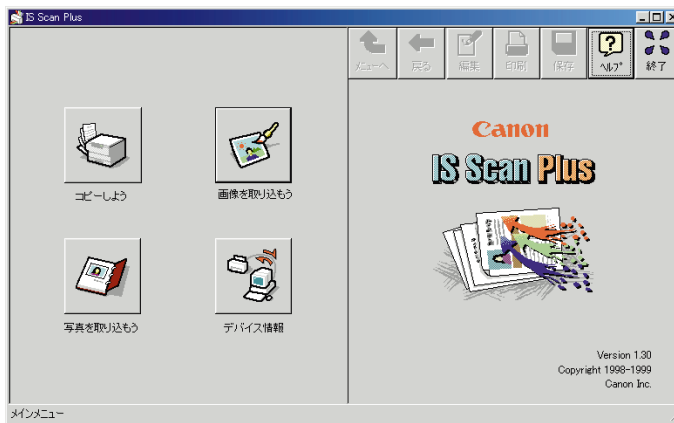 IS Scan Plus
メニューへ 戻る 編集 印刷 保存 ヘルプ 終了
Canon
IS Scan Plus
コピーしよう 画像を取り込もう
写真を取り込もう デバイス情報
Version 1.30
Copyright 1998-1999
Canon Inc.
メインメニュー